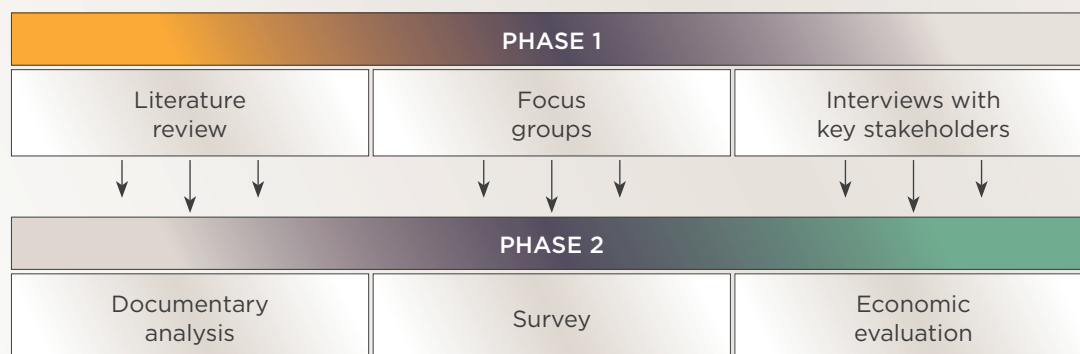 PHASE 1
Literature
review
Focus
groups
Interviews with
key stakeholders
PHASE 2
Documentary
analysis
Survey
Economic
evaluation